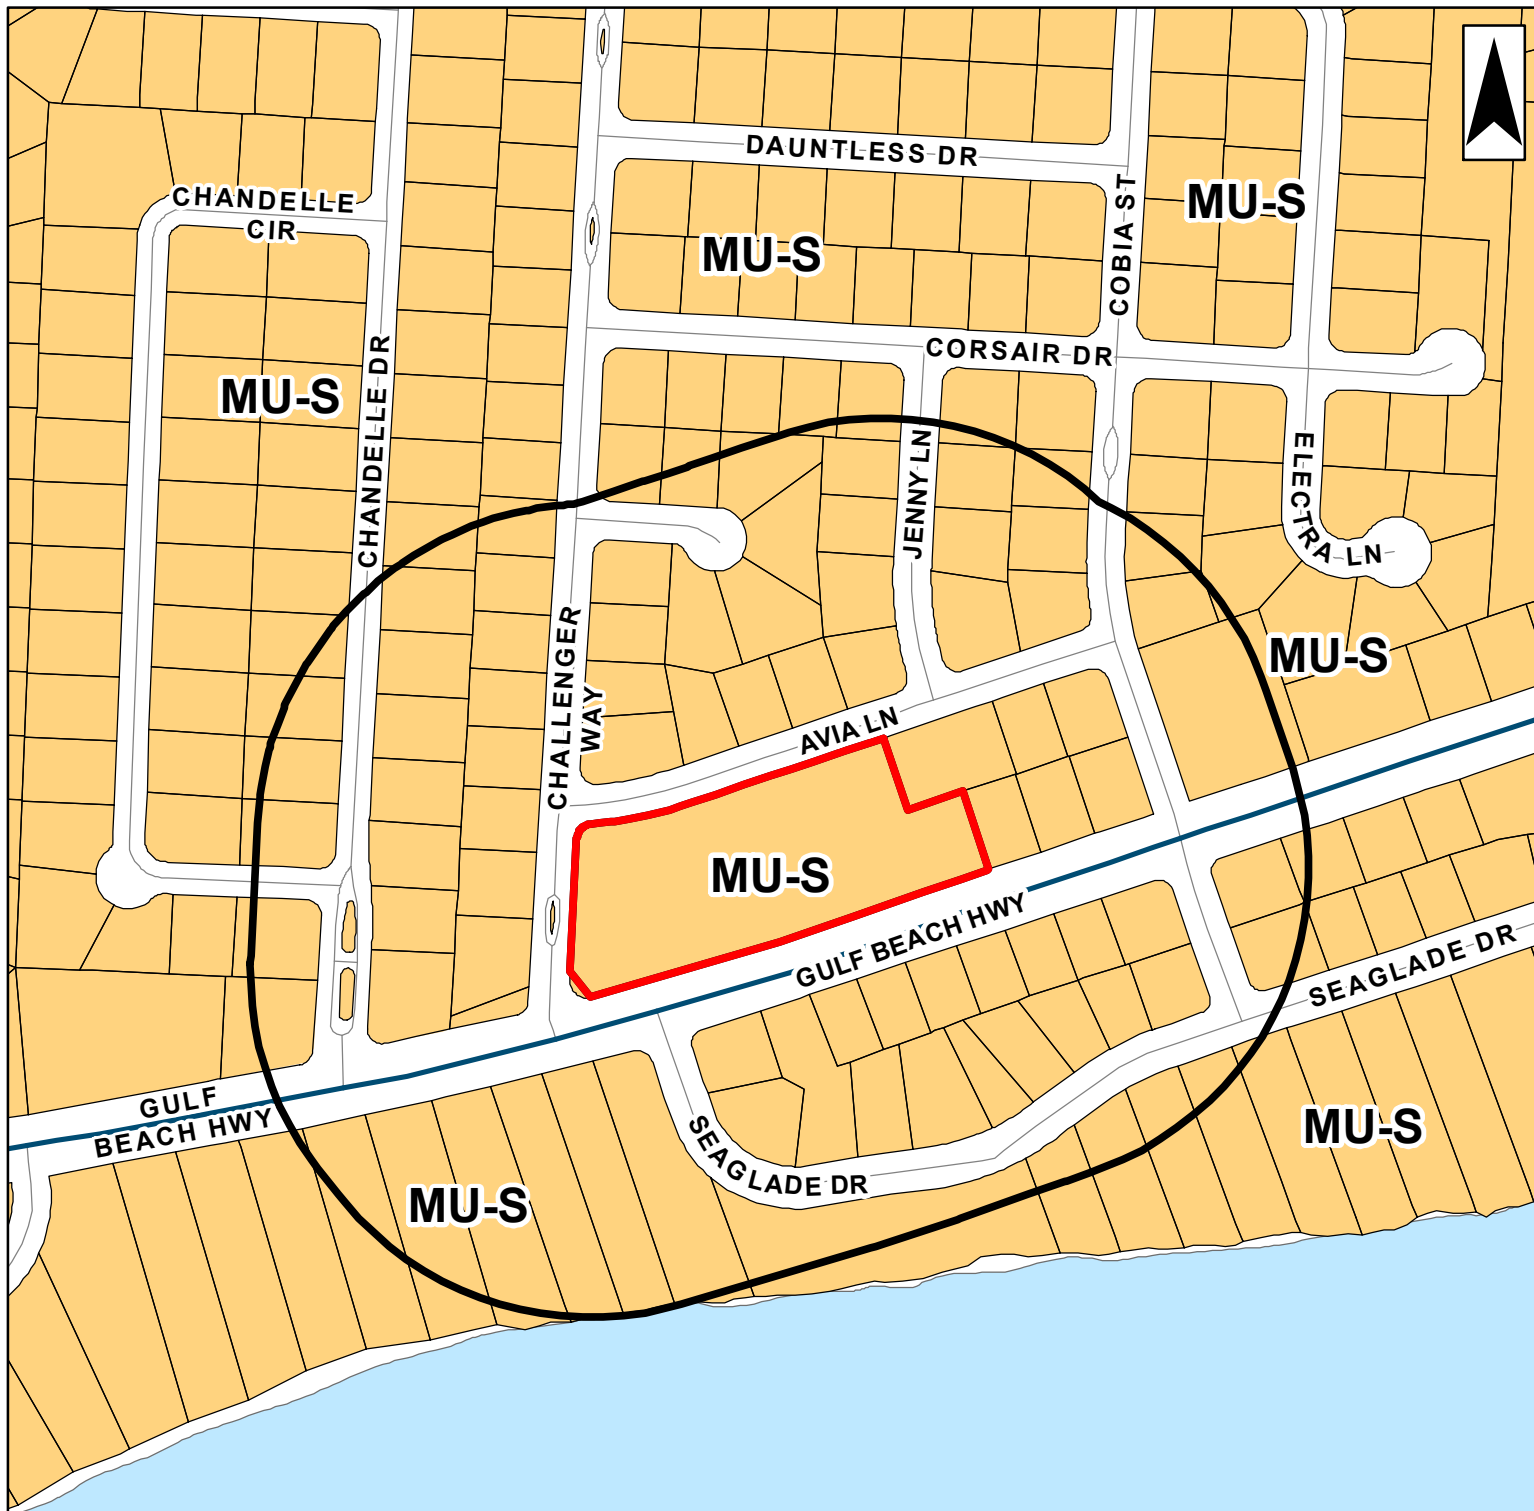 DAUNTLESS DR
CHANDELLE
CIR
MU-S
COBIA ST
MU-S
CORSAIR DR
CHANDELLE DR
MU-S
JENNY LN
ELECTRA LN
CHALLENGER
WAY
MU-S
AVIA LN
MU-S
GULF BEACH HWY
SEAGLADE DR
GULF
BEACH HWY
SEAGLADE DR
MU-S
MU-S